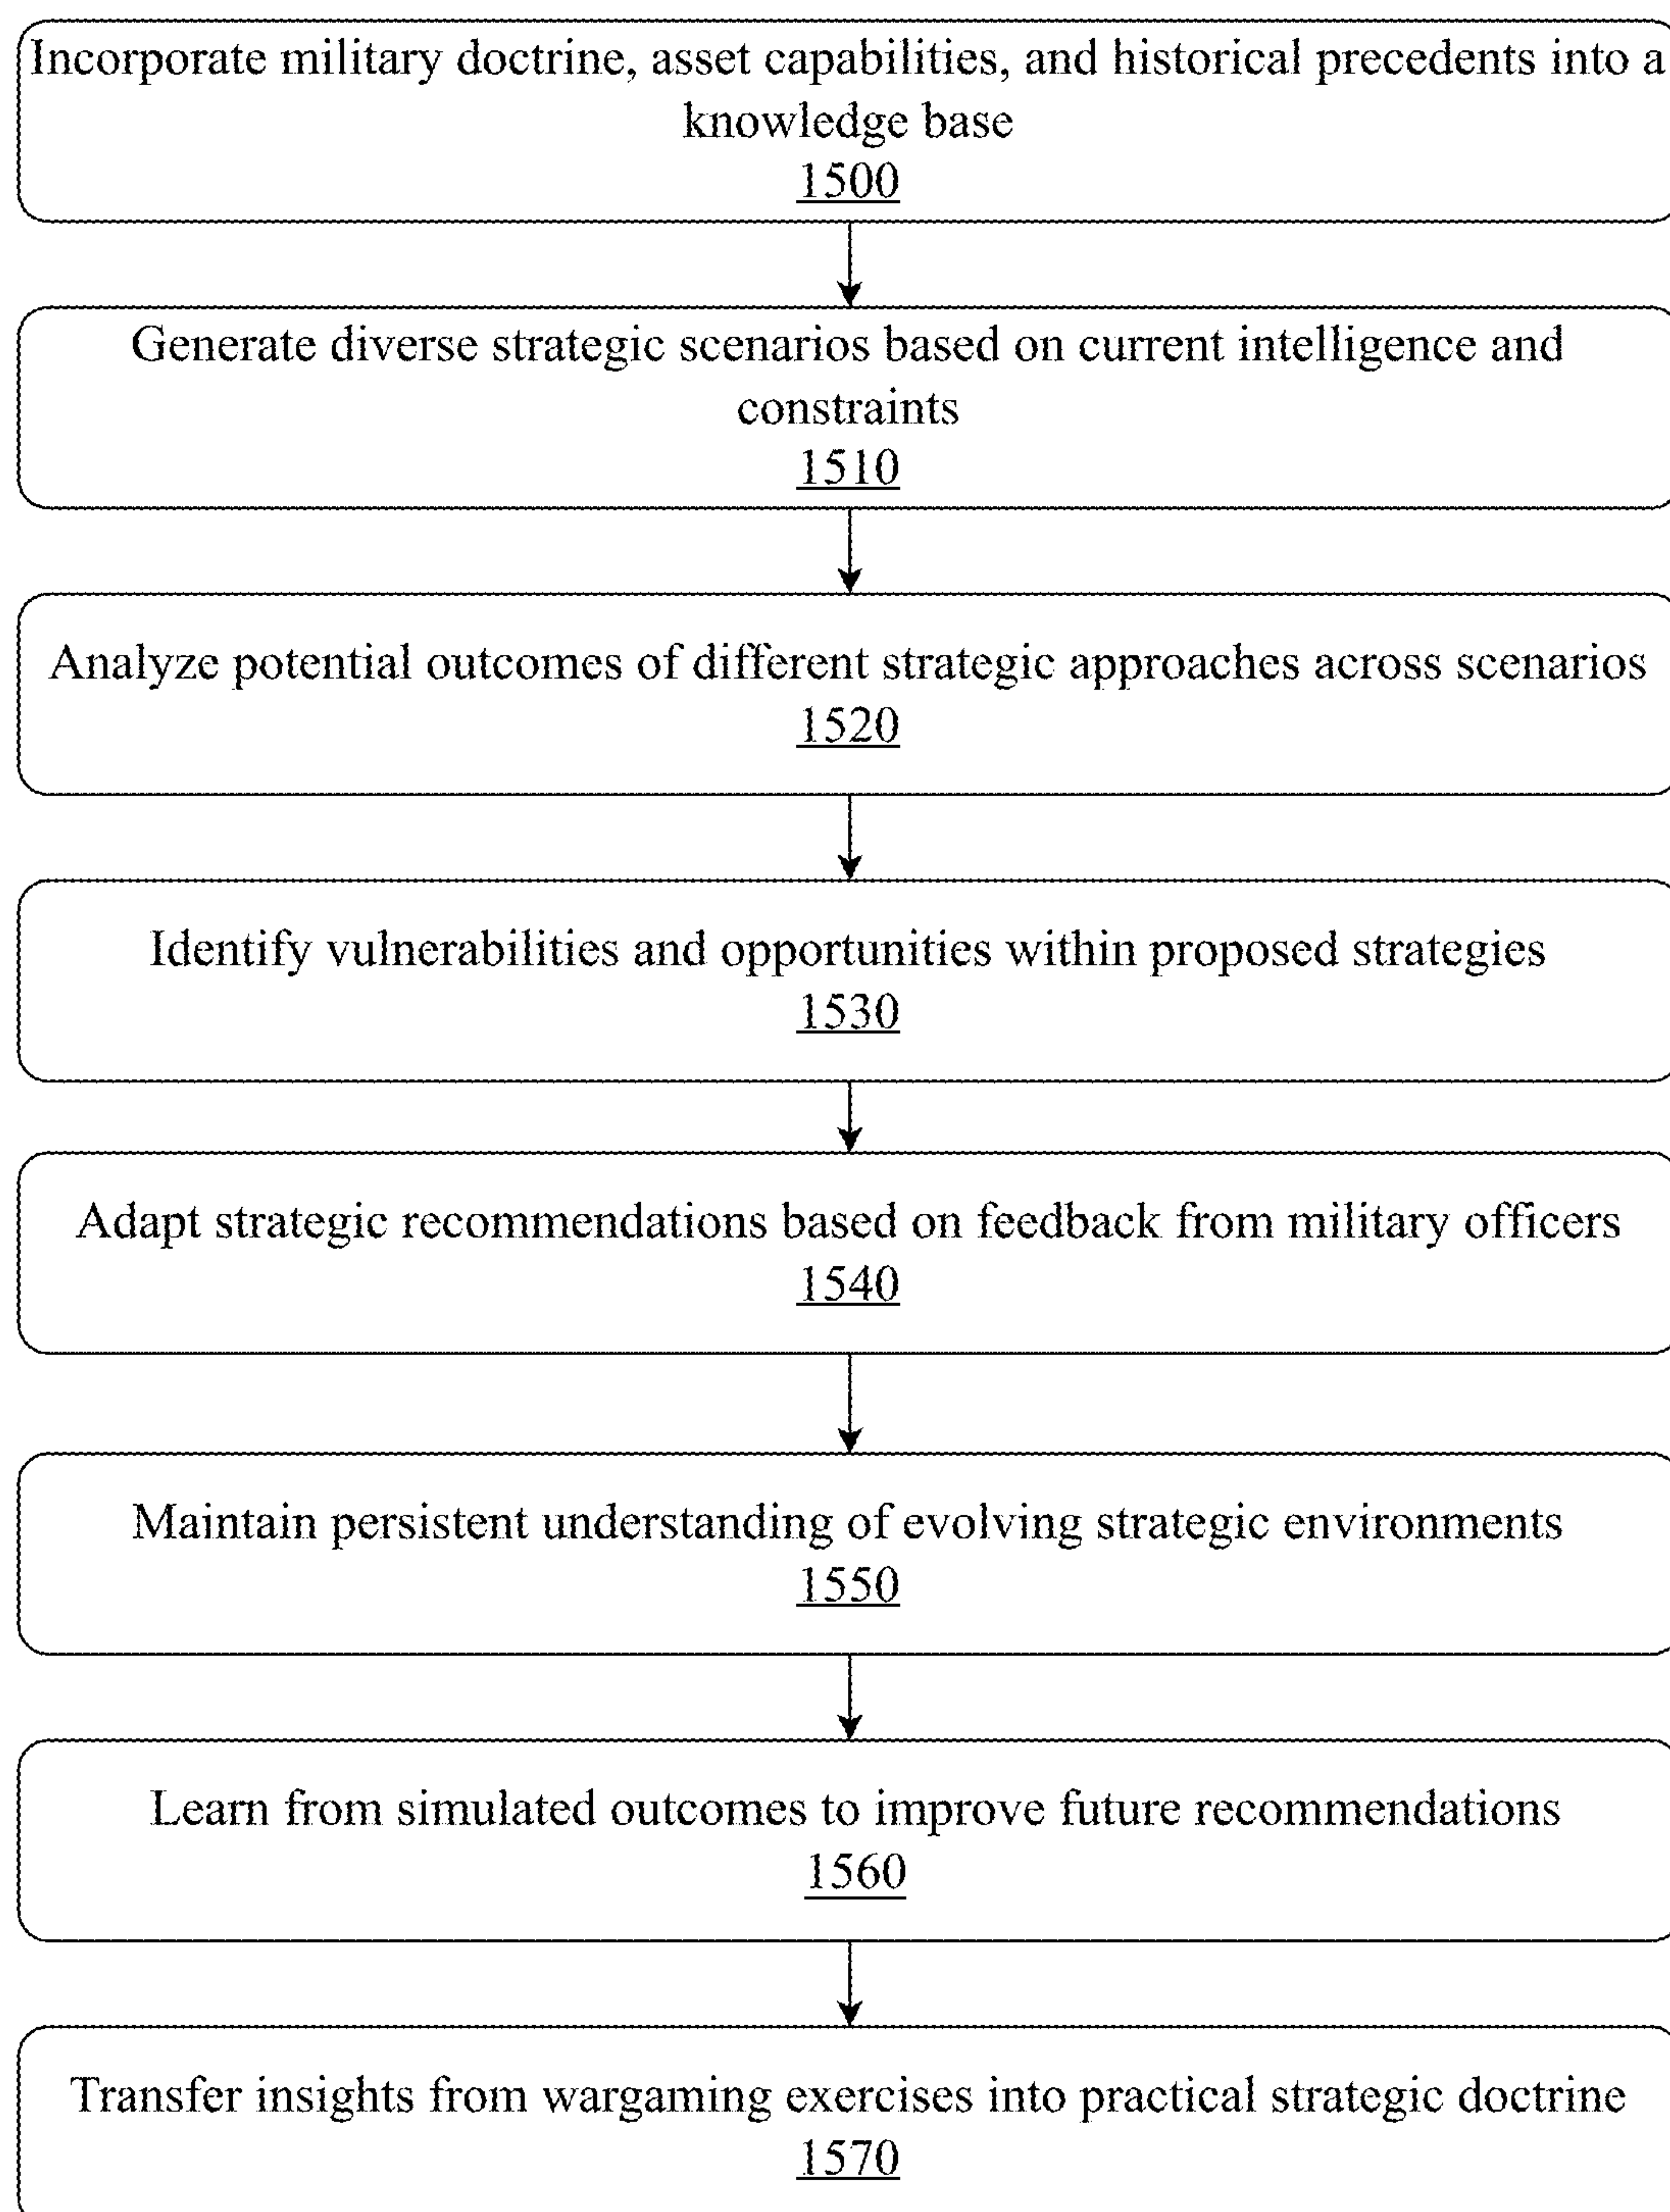 Incorporate military doctrine, asset capabilities, and historical precedents into a
knowledge base
1500
Generate diverse strategic scenarios based on current intelligence and
constraints
1510
Analyze potential outcomes of different strategic approaches across scenarios
1520
Identify vulnerabilities and opportunities within proposed strategies
1530
Adapt strategic recommendations based on feedback from military officers
1540
Maintain persistent understanding of evolving strategic environments
1550
Learn from simulated outcomes to improve future recommendations
1560
Transfer insights from wargaming exercises into practical strategic doctrine
1570